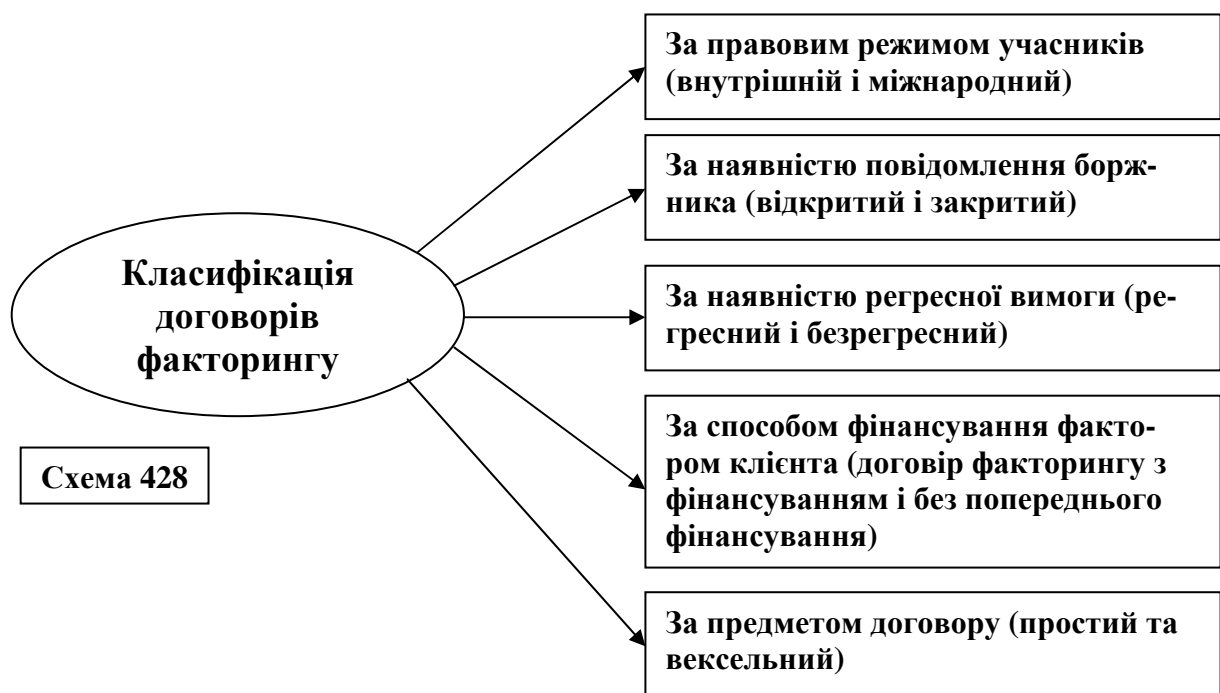 За правовим режимом учасників
(внутрішній і міжнародний)
За наявністю повідомлення борж-
ника (відкритий і закритий)
Класифікація
договорів
факторингу
За наявністю регресної вимоги (ре-
гресний і безрегресний)
За способом фінансування факто-
ром клієнта (договір факторингу з
фінансуванням і без попереднього
фінансування)
Схема 428
За предметом договору (простий та
вексельний)